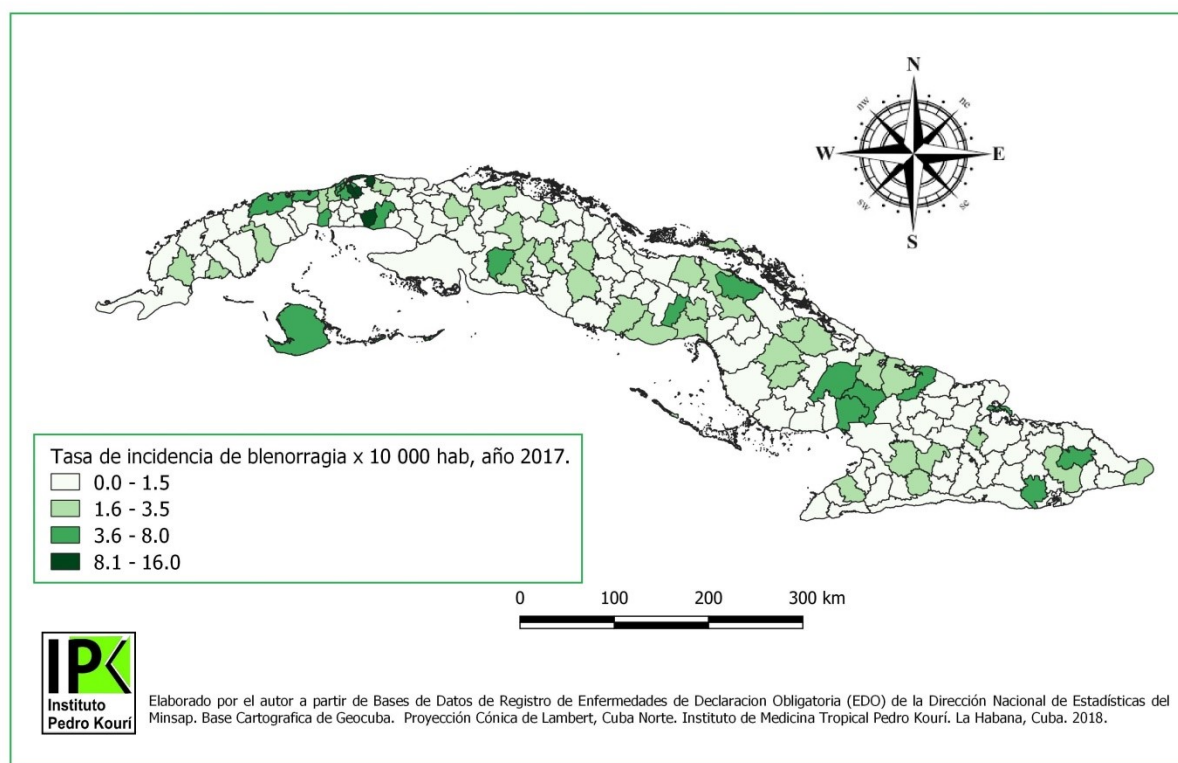 N
nw
ne
W
E
sw
se
S
Tasa de incidencia de blenorragia x 10 000 hab, año 2017.
0.0 - 1.5
1.6 - 3.5
3.6 - 8.0
8.1 - 16.0
0 100 200 300 km
IPK
Instituto
Pedro Kourí
Elaborado por el autor a partir de Bases de Datos de Registro de Enfermedades de Declaracion Obligatoria (EDO) de la Dirección Nacional de Estadísticas del
Minsap. Base Cartografica de Geocuba. Proyección Cónica de Lambert, Cuba Norte. Instituto de Medicina Tropical Pedro Kourí. La Habana, Cuba. 2018.